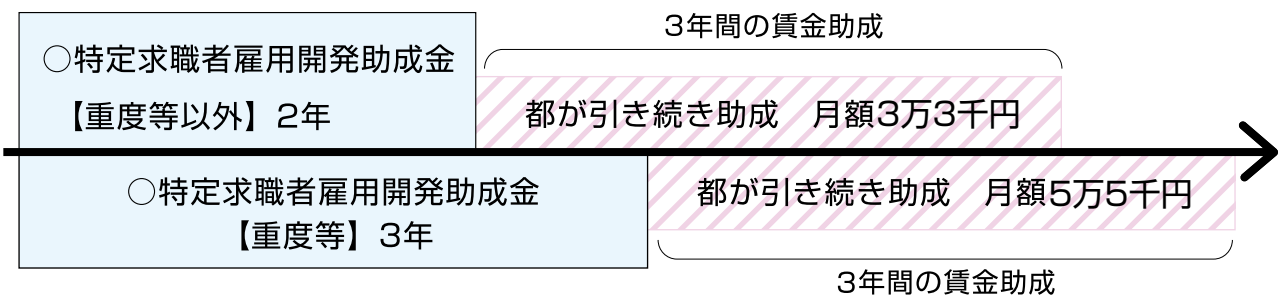 3年間の賃金助成
○特定求職者雇用開発助成金
【重度等以外】2年
都が引き続き助成　月額3万3千円
○特定求職者雇用開発助成金
【重度等】3年
都が引き続き助成　月額5万5千円
3年間の賃金助成